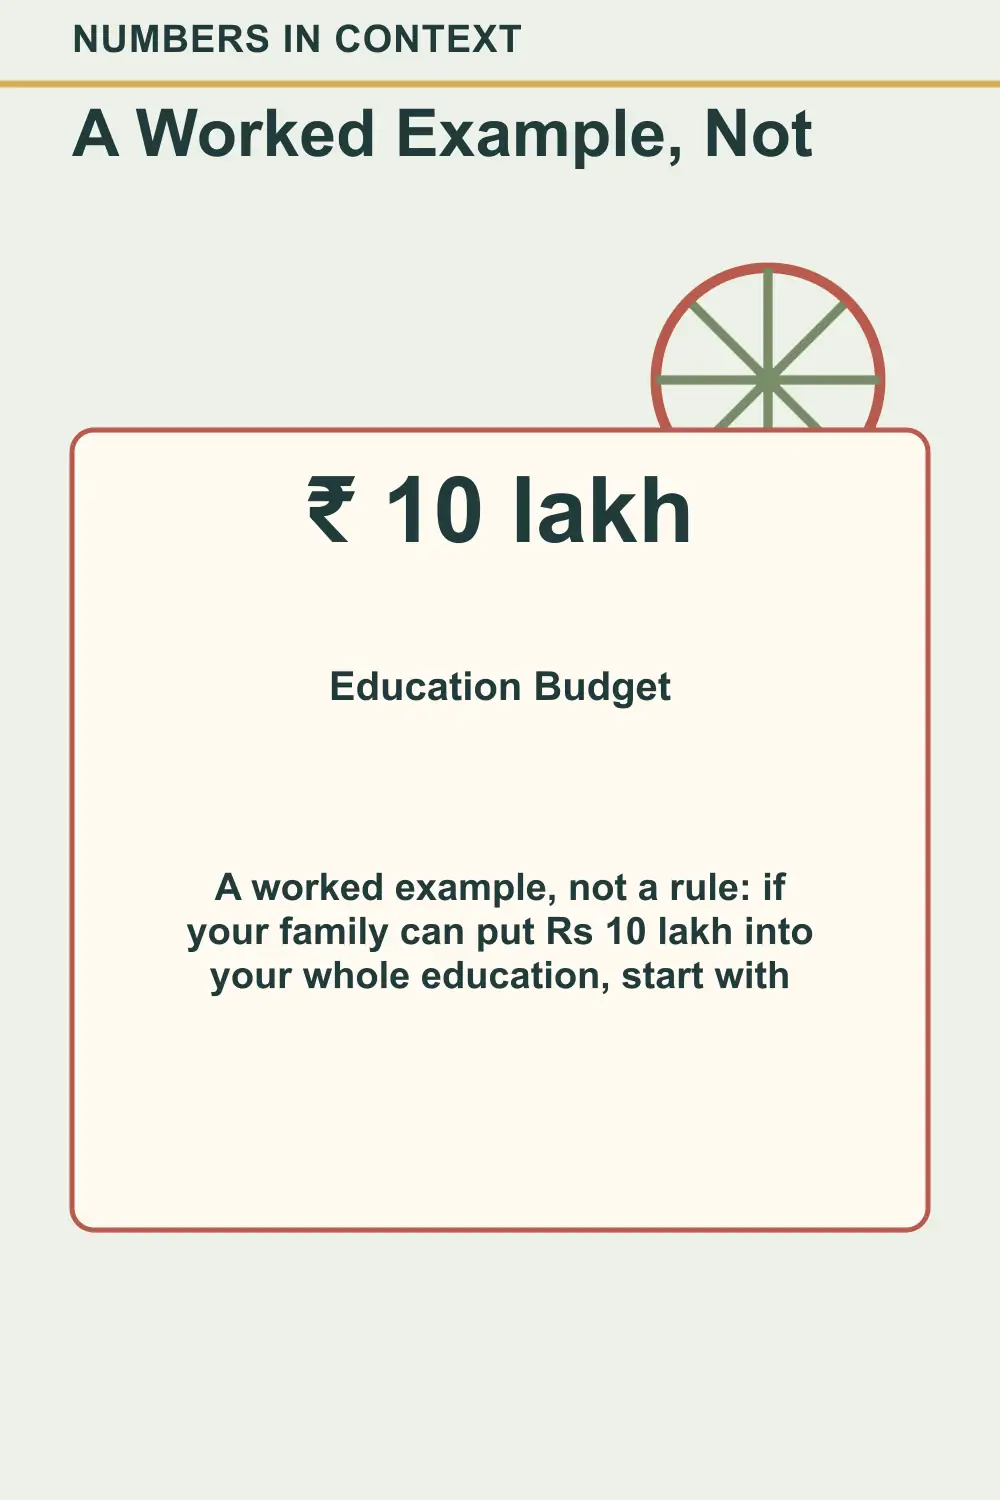 NUMBERS IN CONTEXT
A Worked Example, Not
₹ 10 lakh
Education Budget
A worked example, not a rule: if
your family can put Rs 10 lakh into
your whole education, start with